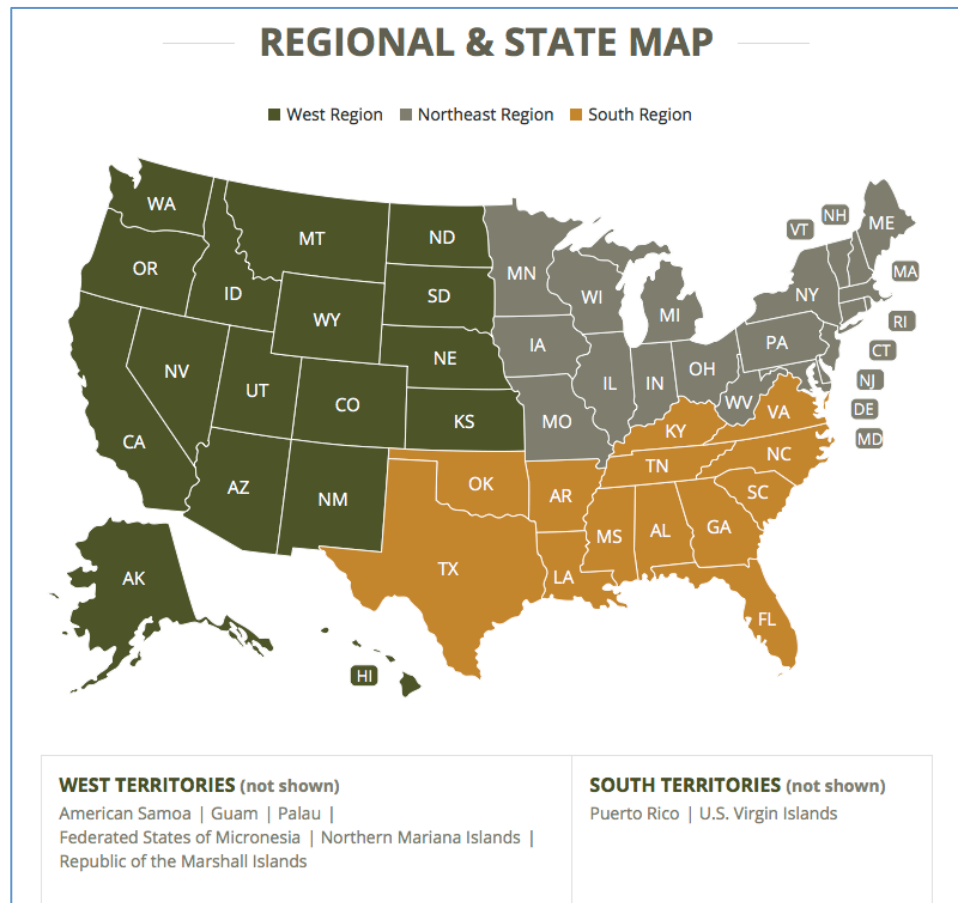 REGIONAL & STATE MAP
West Region Northeast Region South Region
WA
MT
ND
OR
ID
SD
WY
NE
NV
UT
CO
KS
CA
AZ
NM
AK
HI
MN
WI
MI
IA
IL
IN
OH
MO
PA
NY
WV
VT
NH
ME
MA
RI
CT
NJ
DE
MD
KY
VA
TN
NC
OK
AR
SC
MS
AL
GA
TX
LA
FL
WEST TERRITORIES (not shown)
American Samoa | Guam | Palau |
Federated States of Micronesia | Northern Mariana Islands |
Republic of the Marshall Islands
SOUTH TERRITORIES (not shown)
Puerto Rico | U.S. Virgin Islands